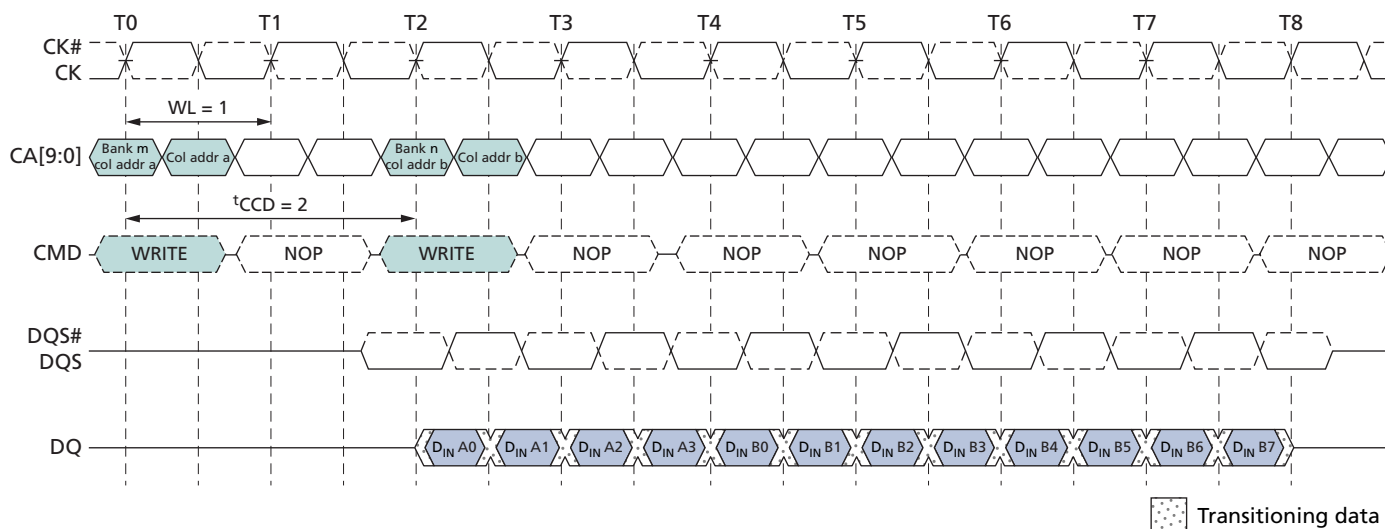 T0 T1 T2 T3 T4 T5 T6 T7 T8
CK#
CK
WL = 1
CA[9:0]
Bank m
col addr a
Col addr a
Bank n
col addr b
Col addr b
tCCD = 2
CMD WRITE NOP WRITE NOP NOP NOP NOP NOP NOP
DQS#
DQS
DQ DIN A0 DIN A1 DIN A2 DIN A3 DIN B0 DIN B1 DIN B2 DIN B3 DIN B4 DIN B5 DIN B6 DIN B7
Transitioning data